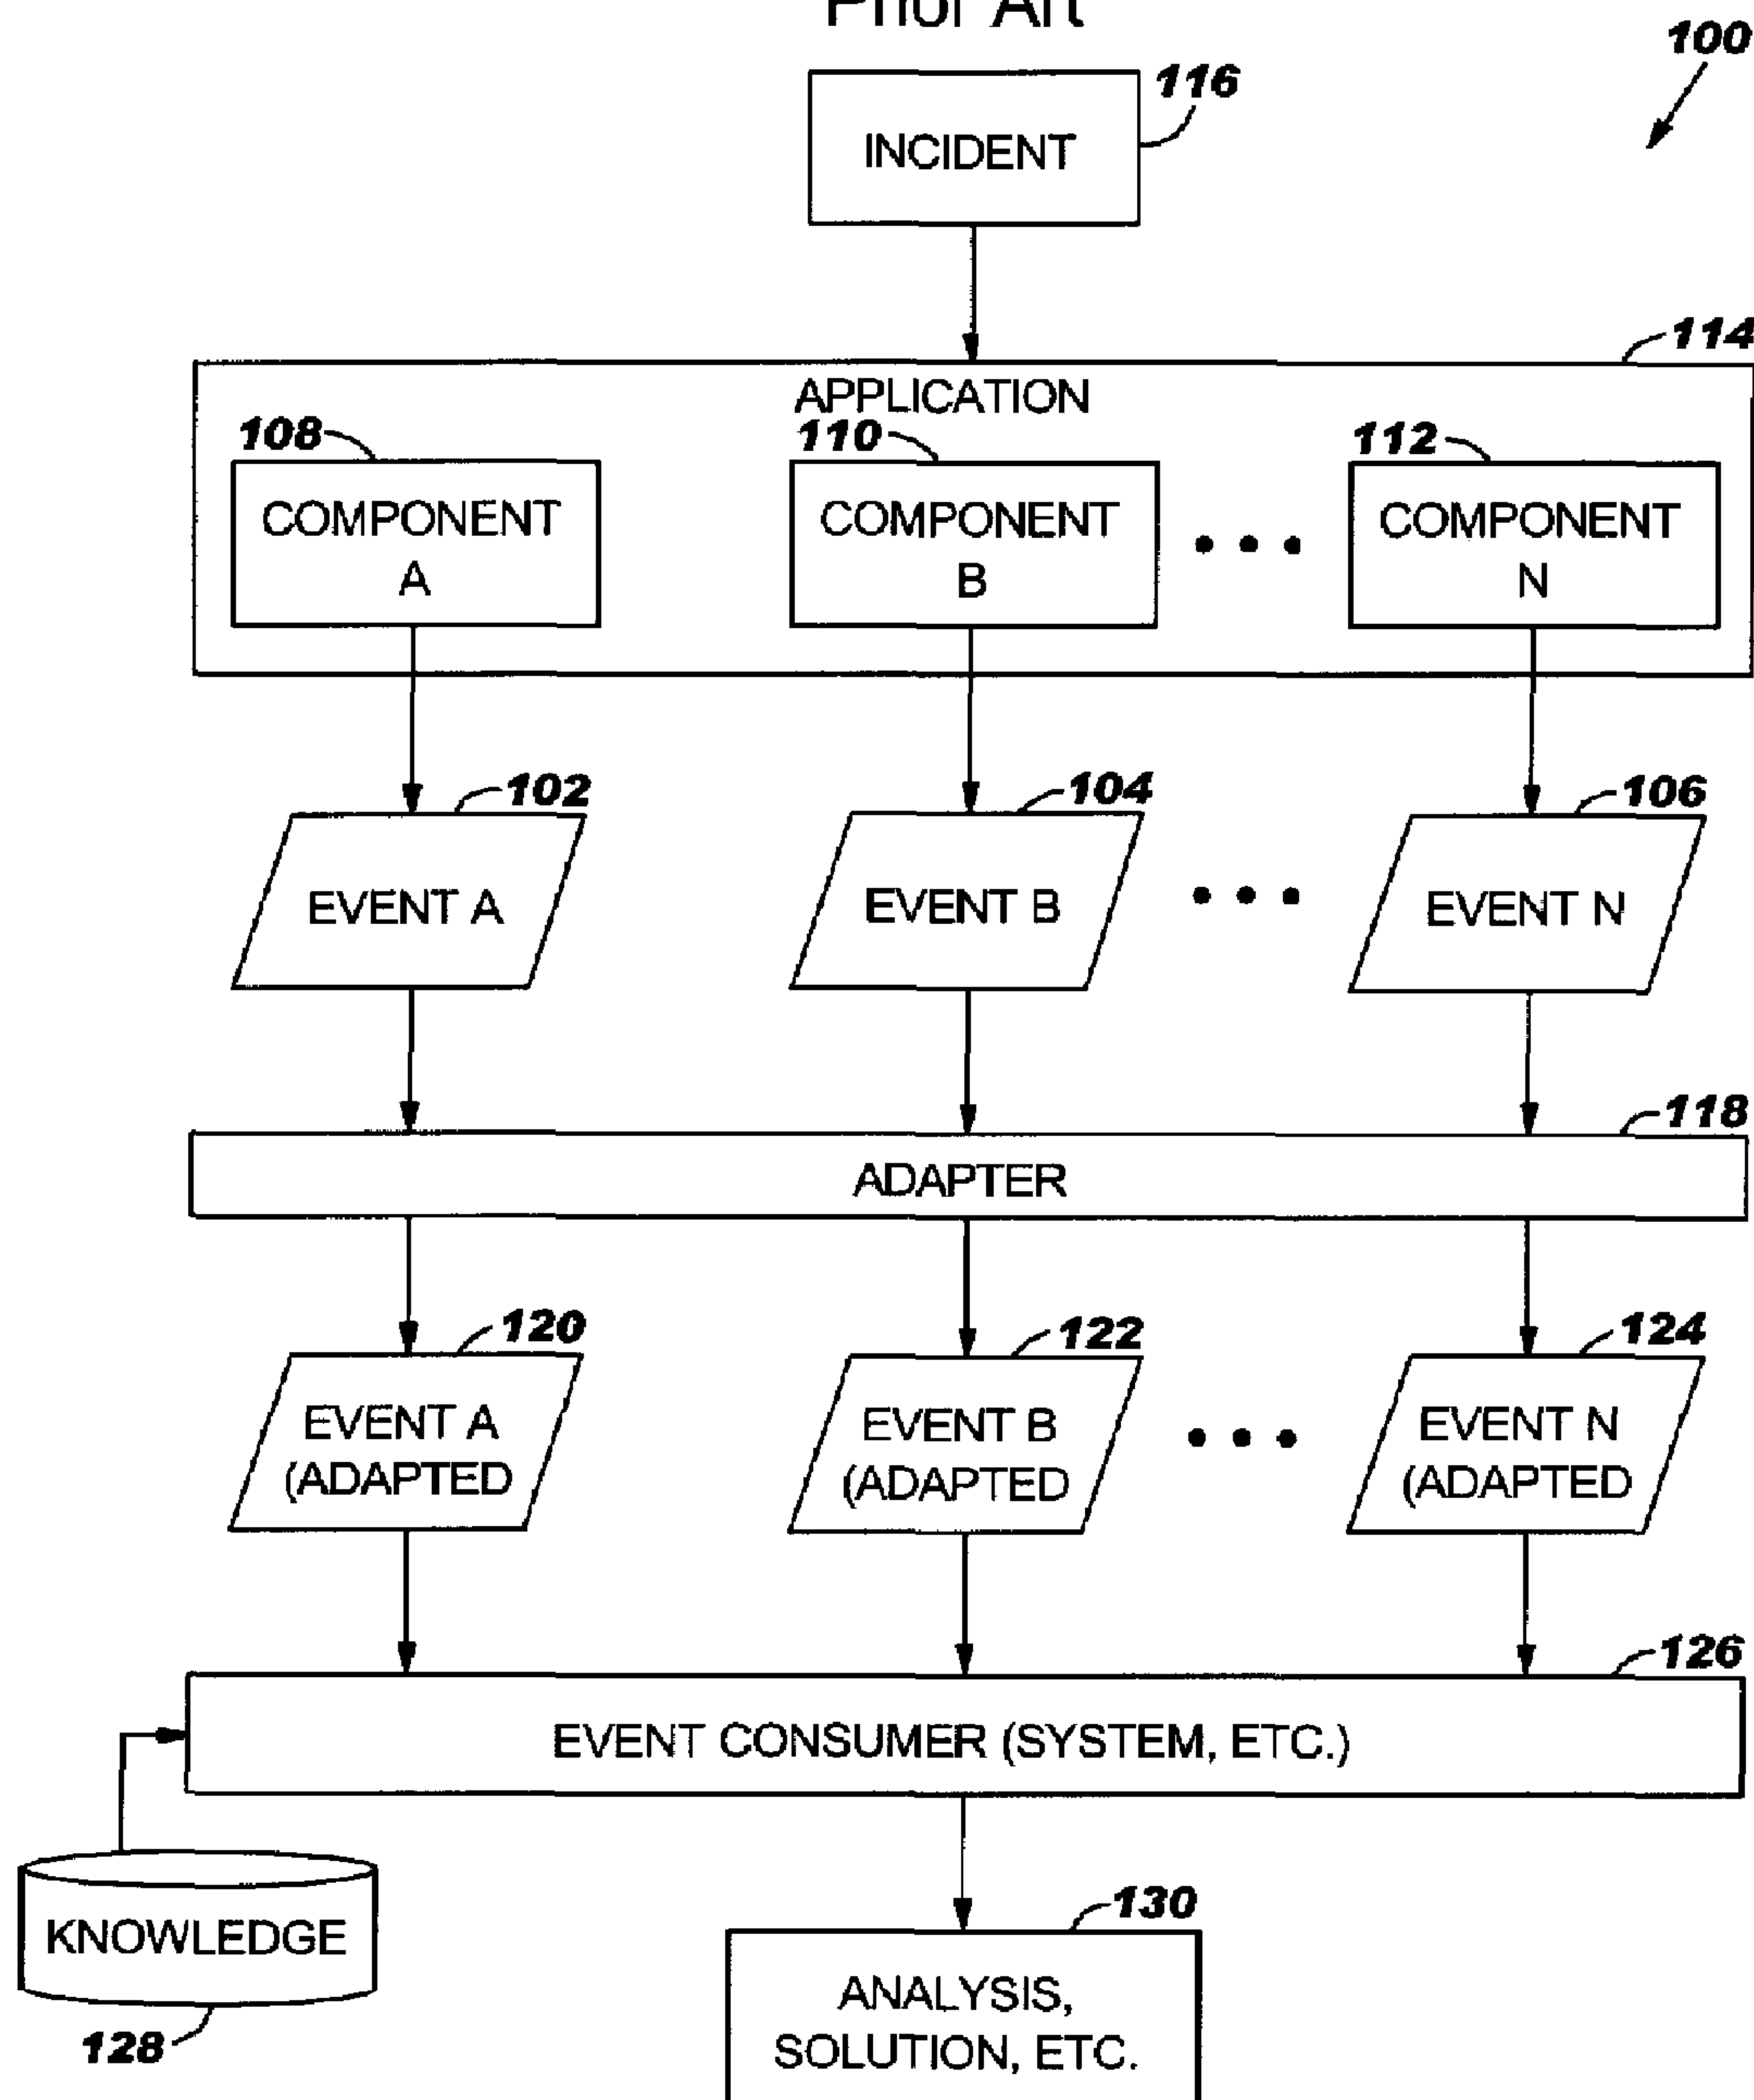 Prior Art
100
116
INCIDENT
114
APPLICATION
108
110
112
COMPONENT
A
COMPONENT
B
COMPONENT
N
102
104
106
EVENT A
EVENT B
EVENT N
118
ADAPTER
120
122
124
EVENT A
(ADAPTED
EVENT B
(ADAPTED
EVENT N
(ADAPTED
126
EVENT CONSUMER (SYSTEM, ETC.)
KNOWLEDGE
128
130
ANALYSIS,
SOLUTION, ETC.